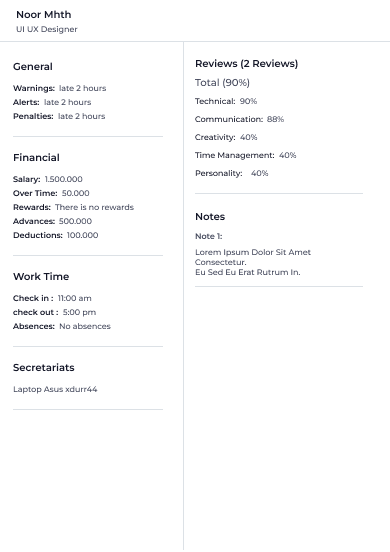 Noor Mhth
UI UX Designer
General
Warnings: late 2 hours
Alerts: late 2 hours
Penalties: late 2 hours
Financial
Salary: 1.500.000
Over Time: 50.000
Rewards: There is no rewards
Advances: 500.000
Deductions: 100.000
Work Time
Check in : 11:00 am
check out : 5:00 pm
Absences: No absences
Secretariats
Laptop Asus xdurr44
Reviews (2 Reviews)
Total (90%)
Technical: 90%
Communication: 88%
Creativity: 40%
Time Management: 40%
Personality: 40%
Notes
Note 1:
Lorem Ipsum Dolor Sit Amet
Consectetur.
Eu Sed Eu Erat Rutrum In.